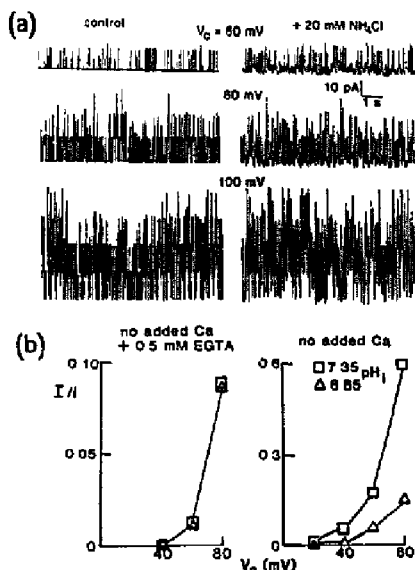 (a)
control
V_C = 60 mV
+ 20 mM NH₄Cl
10 pA
1 s
80 mV
100 mV
(b)
no added Ca
+ 0 5 mM EGTA
no added Ca
0 10
I/i
0 05
0
40 80
0 6
□ 7 35 pHᵢ
△ 6 85
0 3
0
40 80
V_C (mV)